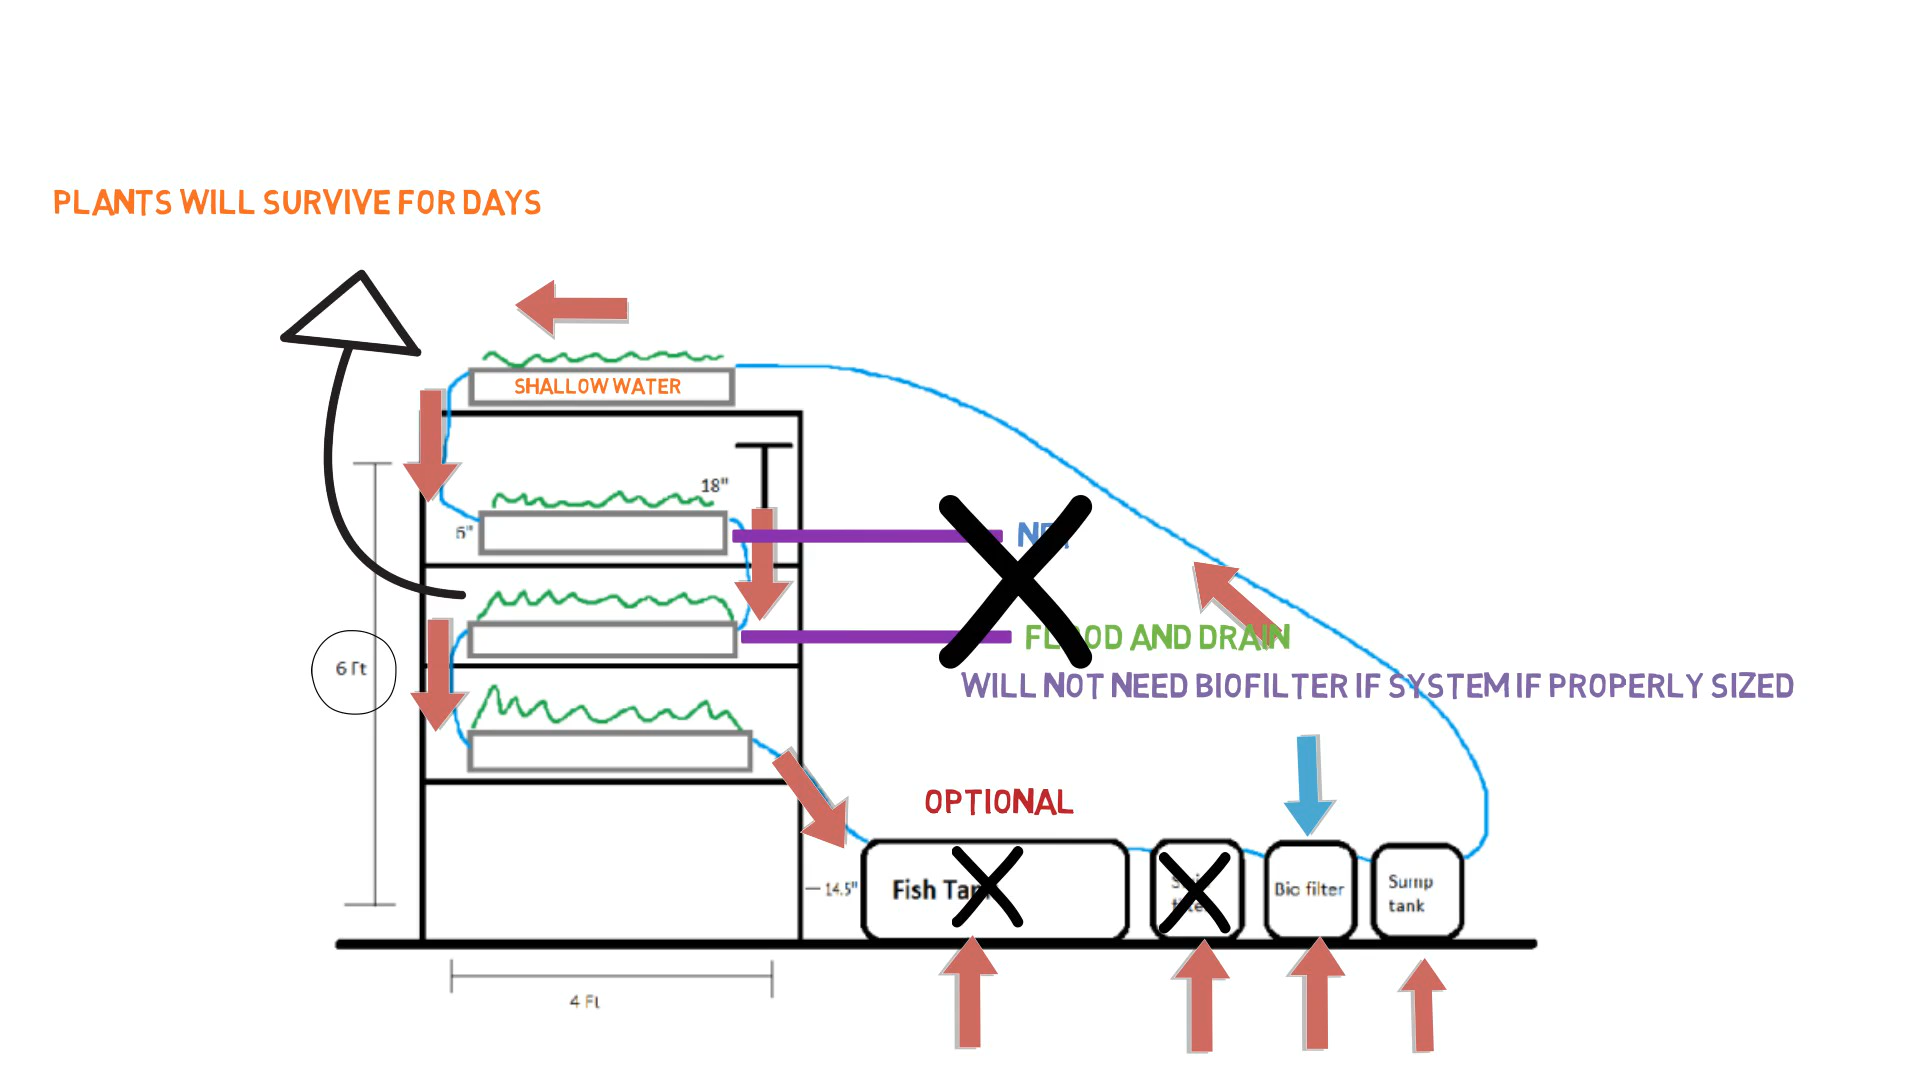 PLANTS WILL SURVIVE FOR DAYS
SHALLOW WATER
18"
6"
FLOOD AND DRAIN
WILL NOT NEED BIOFILTER IF SYSTEM IF PROPERLY SIZED
6 Ft
OPTIONAL
14.5"
Fish
Bio filter
Sump
tank
4 Ft